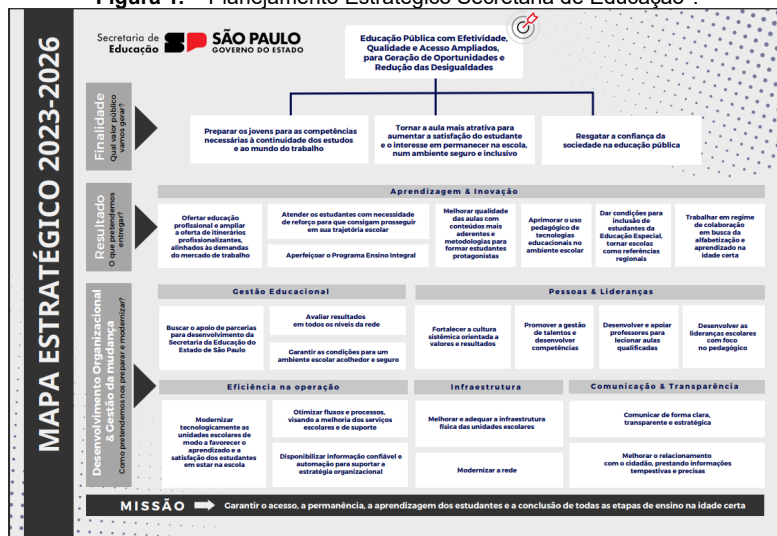 Figura 1. "Planejamento Estratégico Secretaria de Educação".
MAPA ESTRATÉGICO 2023-2026
Secretaria de
Educação
SÃO PAULO
GOVERNO DO ESTADO
Educação Pública com Efetividade,
Qualidade e Acesso Ampliados,
para Geração de Oportunidades e
Redução das Desigualdades
Finalidade
Qual valor público
vamos gerar?
Preparar os jovens para as competências
necessárias à continuidade dos estudos
e ao mundo do trabalho
Tornar a aula mais atrativa para
aumentar a satisfação do estudante
e o interesse em permanecer na escola,
num ambiente seguro e inclusivo
Resgatar a confiança da
sociedade na educação pública
Resultado
O que pretendemos
entregar?
Aprendizagem & Inovação
Ofertar educação
profissional e ampliar
a oferta de itinerários
profissionalizantes,
alinhados às demandas
do mercado de trabalho
Atender os estudantes com necessidade
de reforço para que consigam prosseguir
em sua trajetória escolar
Aperfeiçoar o Programa Ensino Integral
Melhorar qualidade
das aulas com
conteúdos mais
aderentes e
metodologias para
formar estudantes
protagonistas
Aprimorar o uso
pedagógico de
tecnologias
educacionais no
ambiente escolar
Dar condições para
inclusão de
estudantes da
Educação Especial,
tornar escolas
como referências
regionais
Trabalhar em regime
de colaboração
em busca da
alfabetização e
aprendizado na
idade certa
Desenvolvimento Organizacional
& Gestão da mudança
Como pretendemos nos preparar e modernizar?
Gestão Educacional
Buscar o apoio de parcerias
para desenvolvimento da
Secretaria da Educação do
Estado de São Paulo
Avaliar resultados
em todos os níveis da rede
Garantir as condições para um
ambiente escolar acolhedor e seguro
Pessoas & Lideranças
Fortalecer a cultura
sistêmica orientada a
valores e resultados
Promover a gestão
de talentos e
desenvolver
competências
Desenvolver e apoiar
professores para
lecionar aulas
qualificadas
Desenvolver as
lideranças escolares
com foco
no pedagógico
Eficiência na operação
Modernizar
tecnologicamente as
unidades escolares de
modo a favorecer o
aprendizado e a
satisfação dos estudantes
em estar na escola
Otimizar fluxos e processos,
visando a melhoria dos serviços
escolares e de suporte
Disponibilizar informação confiável e
automação para suportar a
estratégia organizacional
Infraestrutura
Melhorar e adequar a infraestrutura
física das unidades escolares
Modernizar a rede
Comunicação & Transparência
Comunicar de forma clara,
transparente e estratégica
Melhorar o relacionamento
com o cidadão, prestando informações
tempestivas e precisas
MISSÃO Garantir o acesso, a permanência, a aprendizagem dos estudantes e a conclusão de todas as etapas de ensino na idade certa